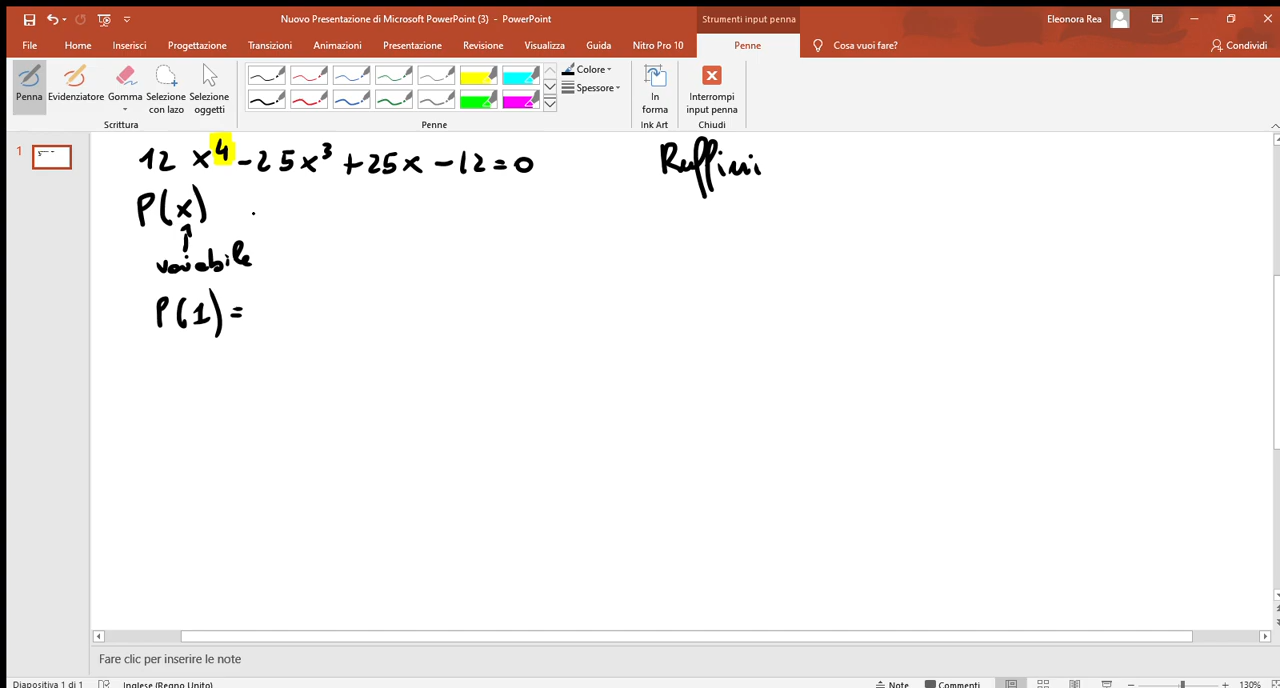 Nuovo Presentazione di Microsoft PowerPoint (3) - PowerPoint
Strumenti input penna
Eleonora Rea
File Home Inserisci Progettazione Transizioni Animazioni Presentazione Revisione Visualizza Guida Nitro Pro 10 Penne Cosa vuoi fare? Condividi
Penna Evidenziatore Gomma Selezione con lazo Selezione oggetti
Colore
Spessore
In forma
Interrompi input penna
Scrittura Penne Ink Art Chiudi
1
12 x⁴ - 25x³ + 25x - 12 = 0 Ruffini
P(x)
variabile
P(1) =
Fare clic per inserire le note
Diapositiva 1 di 1 Inglese (Regno Unito) Note Commenti 130%